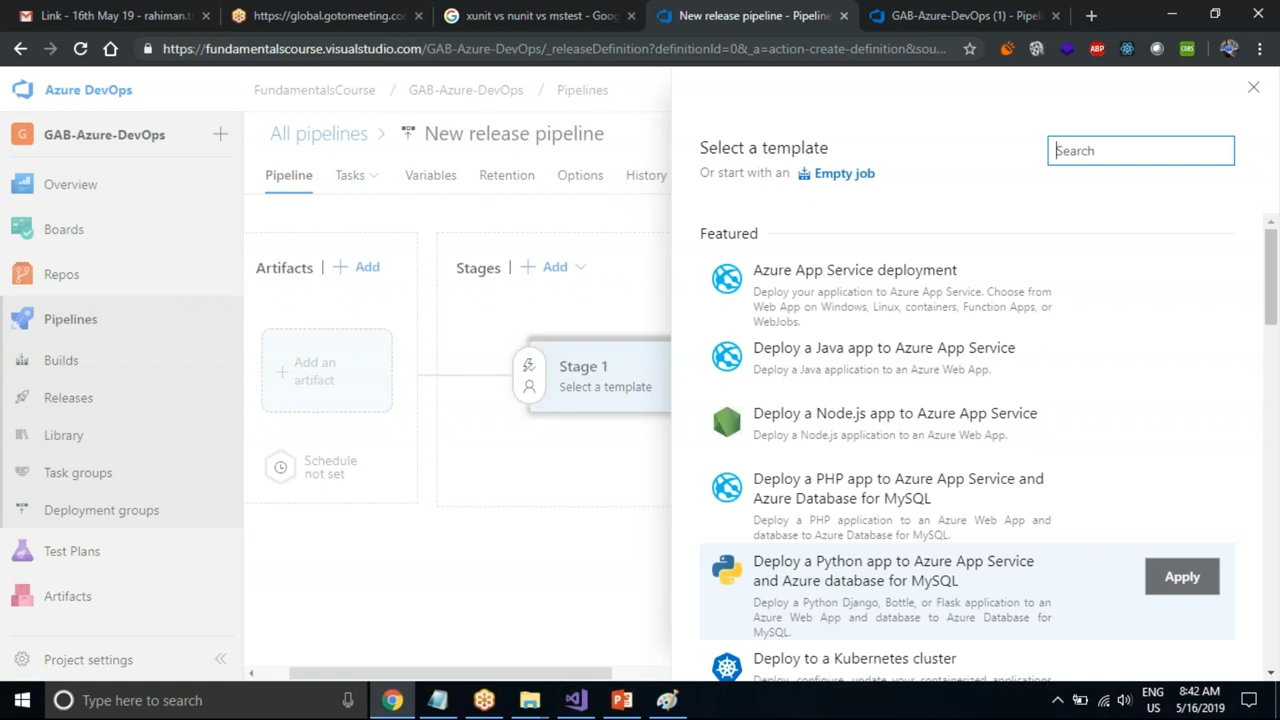 Link - 16th May 19 - rahiman.t
https://global.gotomeeting.co
xunit vs nunit vs mstest - Goog
New release pipeline - Pipeline
GAB-Azure-DevOps (1) - Pipel
https://fundamentalscourse.visualstudio.com/GAB-Azure-DevOps/_releaseDefinition?definitionId=0&_a=action-create-definition&sou...
ABP
CORS
Azure DevOps
FundamentalsCourse / GAB-Azure-DevOps / Pipelines
G GAB-Azure-DevOps
Overview
Boards
Repos
Pipelines
Builds
Releases
Library
Task groups
Deployment groups
Test Plans
Artifacts
Project settings
All pipelines > New release pipeline
Pipeline Tasks Variables Retention Options History
Artifacts | + Add
Stages | + Add
+ Add an
artifact
Schedule
not set
Stage 1
Select a template
Select a template
Or start with an Empty job
Search
Featured
Azure App Service deployment
Deploy your application to Azure App Service. Choose from
Web App on Windows, Linux, containers, Function Apps, or
WebJobs.
Deploy a Java app to Azure App Service
Deploy a Java application to an Azure Web App.
Deploy a Node.js app to Azure App Service
Deploy a Node.js application to an Azure Web App.
Deploy a PHP app to Azure App Service and
Azure Database for MySQL
Deploy a PHP application to an Azure Web App and
database to Azure Database for MySQL.
Deploy a Python app to Azure App Service
and Azure database for MySQL
Deploy a Python Django, Bottle, or Flask application to an
Azure Web App and database to Azure Database for
MySQL.
Apply
Deploy to a Kubernetes cluster
Deploy, configure, update your containerized applications
Type here to search
ENG
US
8:42 AM
5/16/2019